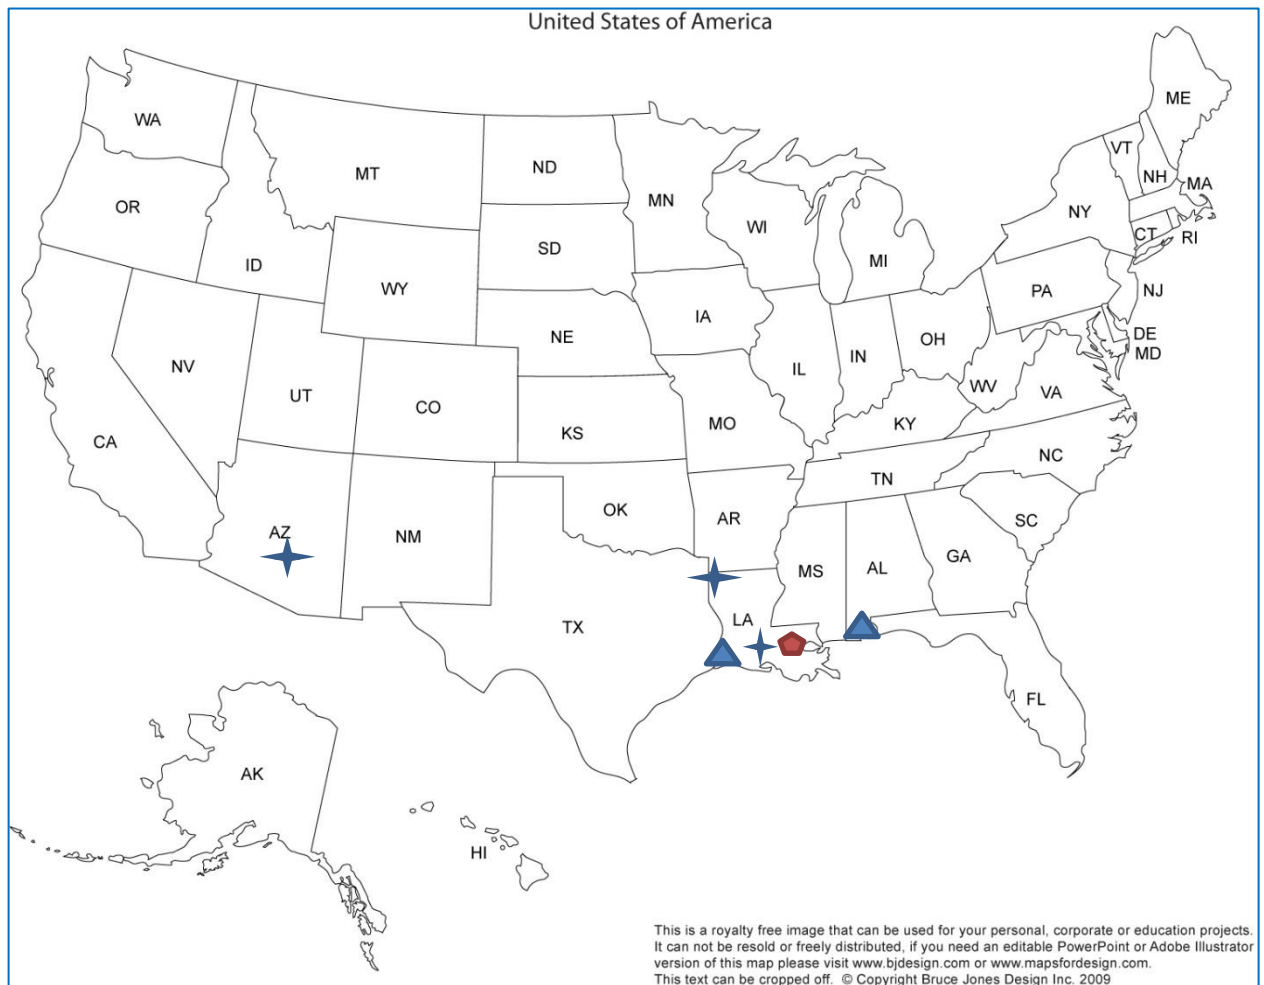 United States of America
ME
WA
VT
MT
ND
NH
MA
MN
OR
NY
WI
CT
RI
SD
ID
MI
WY
PA
NJ
IA
NE
OH
DE
MD
NV
IN
IL
UT
WV
VA
CO
MO
KY
KS
CA
NC
TN
OK
AR
SC
AZ
NM
GA
MS
AL
LA
TX
FL
AK
HI
This is a royalty free image that can be used for your personal, corporate or education projects.
It can not be resold or freely distributed, if you need an editable PowerPoint or Adobe Illustrator
version of this map please visit www.bjdesign.com or www.mapsfordesign.com.
This text can be cropped off. © Copyright Bruce Jones Design Inc. 2009